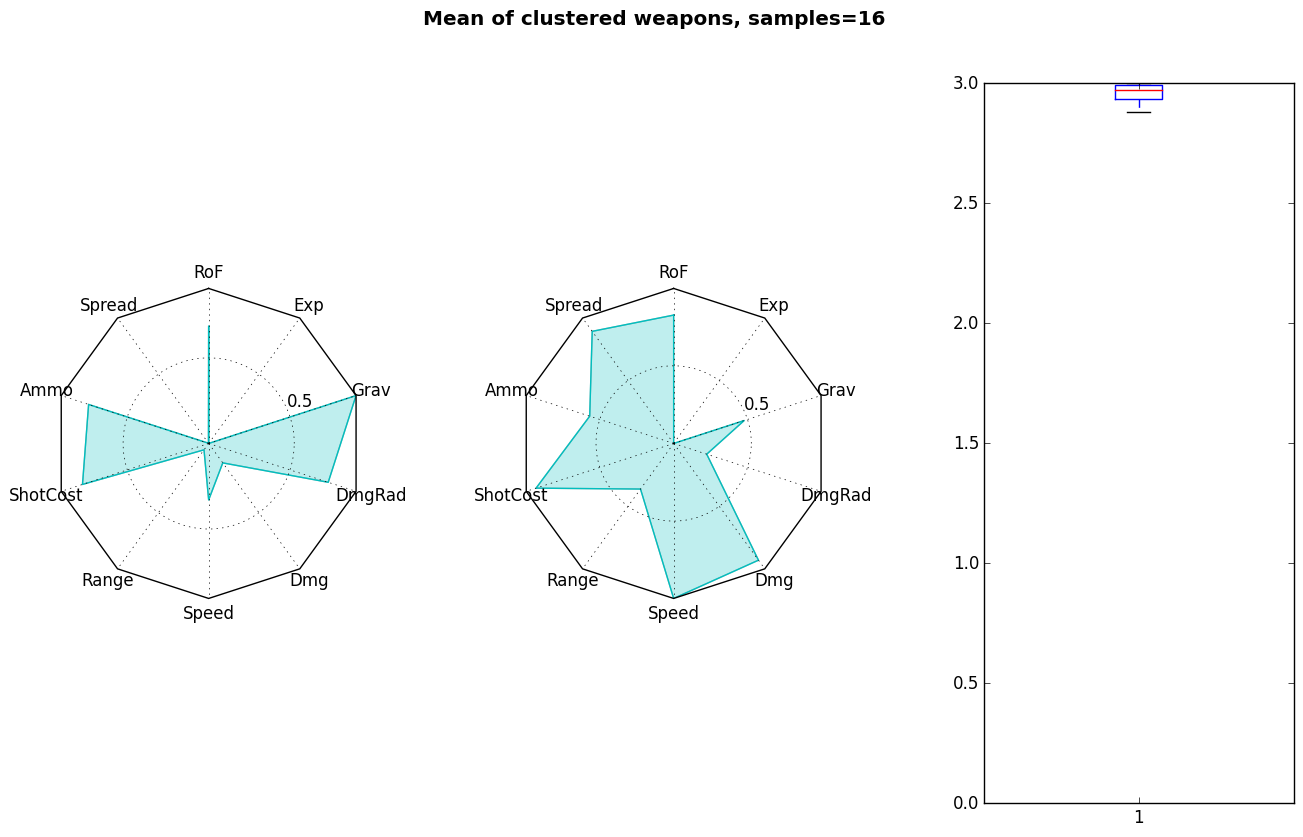 Mean of clustered weapons, samples=16
RoF
Exp
Spread
Grav
0.5
Ammo
DmgRad
ShotCost
Range
Dmg
Speed
RoF
Exp
Spread
Grav
0.5
Ammo
DmgRad
ShotCost
Range
Dmg
Speed
3.0
2.5
2.0
1.5
1.0
0.5
0.0
1